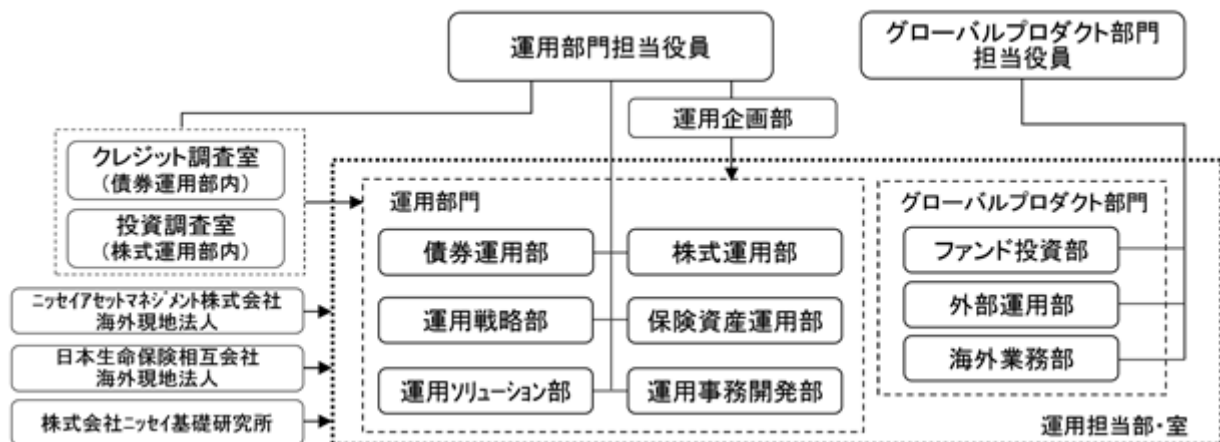 運用部門担当役員
グローバルプロダクト部門
担当役員
運用企画部
クレジット調査室
（債券運用部内）
投資調査室
（株式運用部内）
運用部門
債券運用部
株式運用部
運用戦略部
保険資産運用部
運用ソリューション部
運用事務開発部
グローバルプロダクト部門
ファンド投資部
外部運用部
海外業務部
ニッセイアセットマネジメント株式会社
海外現地法人
日本生命保険相互会社
海外現地法人
株式会社ニッセイ基礎研究所
運用担当部・室